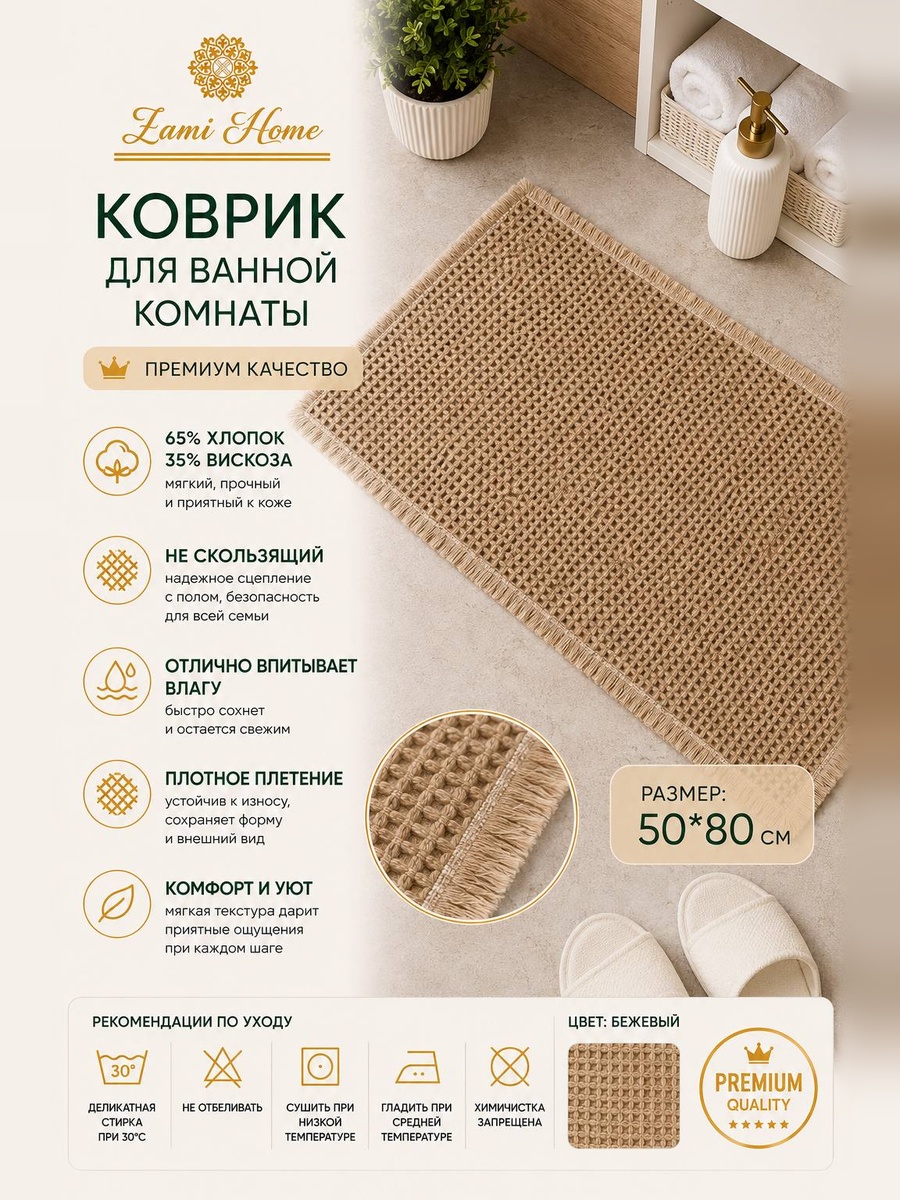 Zami Home
КОВРИК
ДЛЯ ВАННОЙ
КОМНАТЫ
ПРЕМИУМ КАЧЕСТВО
65% ХЛОПОК
35% ВИСКОЗА
мягкий, прочный
и приятный к коже
НЕ СКОЛЬЗЯЩИЙ
надежное сцепление
с полом, безопасность
для всей семьи
ОТЛИЧНО ВПИТЫВАЕТ
ВЛАГУ
быстро сохнет
и остается свежим
ПЛОТНОЕ ПЛЕТЕНИЕ
устойчив к износу,
сохраняет форму
и внешний вид
КОМФОРТ И УЮТ
мягкая текстура дарит
приятные ощущения
при каждом шаге
РАЗМЕР:
50*80 СМ
РЕКОМЕНДАЦИИ ПО УХОДУ
30°
ДЕЛИКАТНАЯ
СТИРКА
ПРИ 30°C
НЕ ОТБЕЛИВАТЬ
СУШИТЬ ПРИ
НИЗКОЙ
ТЕМПЕРАТУРЕ
ГЛАДИТЬ ПРИ
СРЕДНЕЙ
ТЕМПЕРАТУРЕ
ХИМЧИСТКА
ЗАПРЕЩЕНА
ЦВЕТ: БЕЖЕВЫЙ
PREMIUM
QUALITY